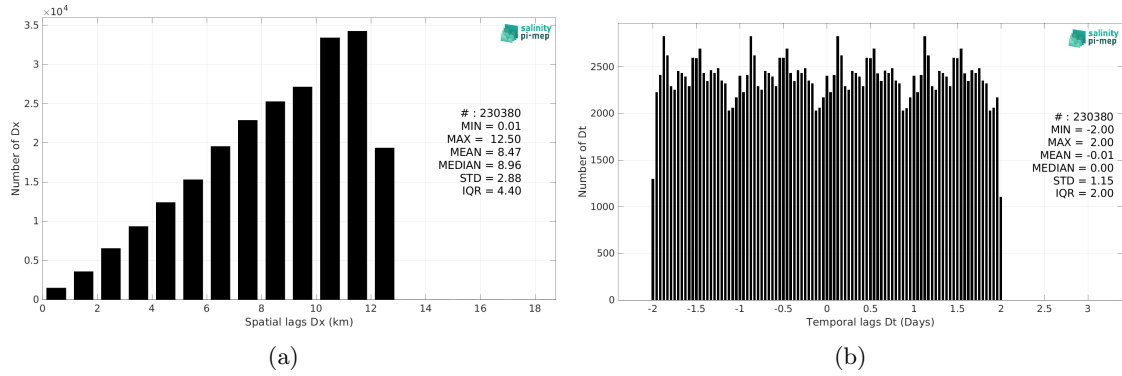 ×10⁴
3.5
3
2.5
2
1.5
1
0.5
0
Number of Dx
0 2 4 6 8 10 12 14 16 18
Spatial lags Dx (km)
salinity
pi-mep
# : 230380
MIN = 0.01
MAX = 12.50
MEAN = 8.47
MEDIAN = 8.96
STD = 2.88
IQR = 4.40
(a)
2500
2000
1500
1000
500
0
Number of Dt
-2 -1.5 -1 -0.5 0 0.5 1 1.5 2 2.5 3
Temporal lags Dt (Days)
salinity
pi-mep
# : 230380
MIN = -2.00
MAX = 2.00
MEAN = -0.01
MEDIAN = 0.00
STD = 1.15
IQR = 2.00
(b)